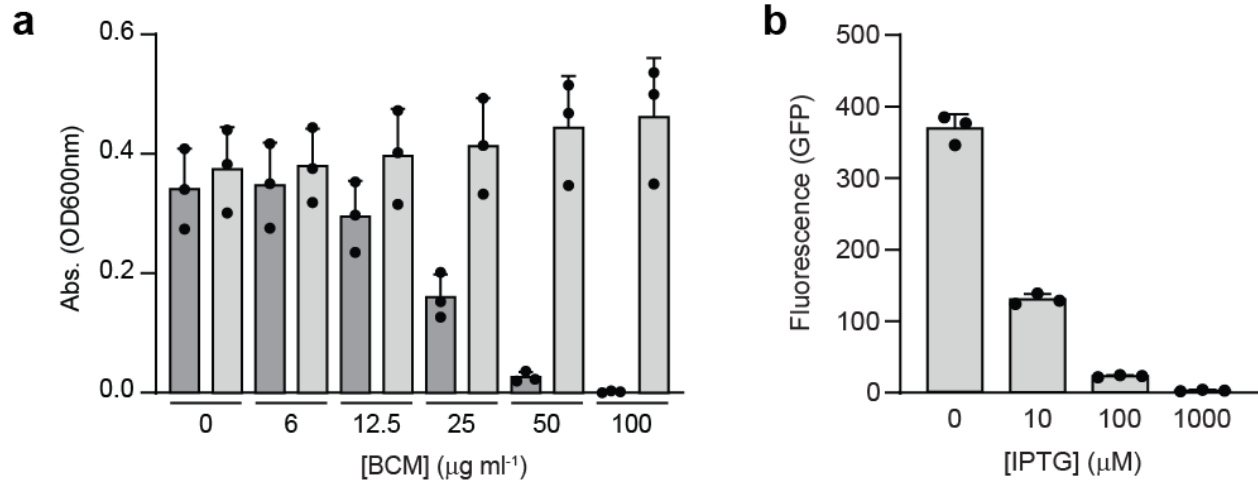 a
0.6
0.4
0.2
0.0
Abs. (OD600nm)
0 6 12.5 25 50 100
[BCM] (μg ml⁻¹)
b
500
400
300
200
100
0
Fluorescence (GFP)
0 10 100 1000
[IPTG] (μM)